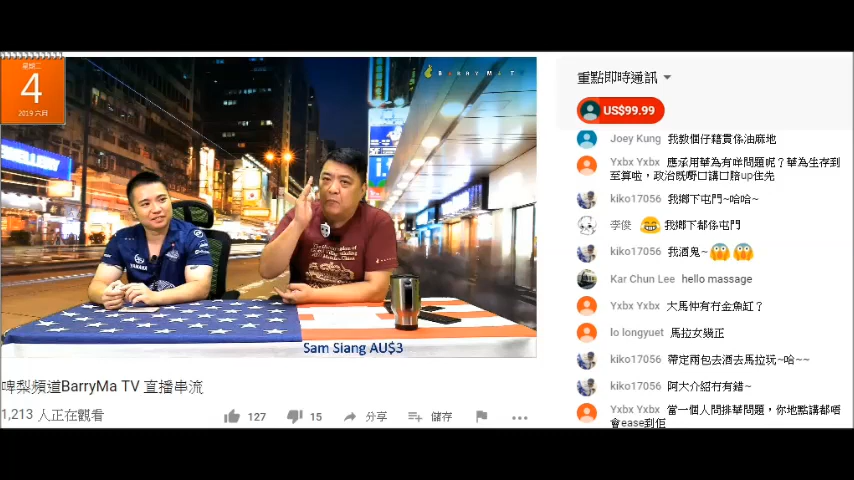 星期二
4
2019 六月
BARRY MA TV
JEWELLERY
YAMAHA
Sam Siang AU$3
啤梨頻道BarryMa TV 直播串流
1,213 人正在觀看
127
15
分享
儲存
重點即時通訊
US$99.99
Joey Kung 我教個仔籍貫係油麻地
Yxbx Yxbx 應承用華為有咩問題呢？華為生存到
至算啦，政治嘅嘢口講口賠up住先
kiko17056 我鄉下屯門~哈哈~
李俊 😂 我鄉下都係屯門
kiko17056 我酒鬼~ 😱 😱
Kar Chun Lee hello massage
Yxbx Yxbx 大馬仲有冇金魚缸？
lo longyuet 馬拉女幾正
kiko17056 帶定兩包去酒去馬拉玩~哈~~
kiko17056 阿大介紹冇有錯~
Yxbx Yxbx 當一個人問排華問題，你地點講都唔
會ease到佢